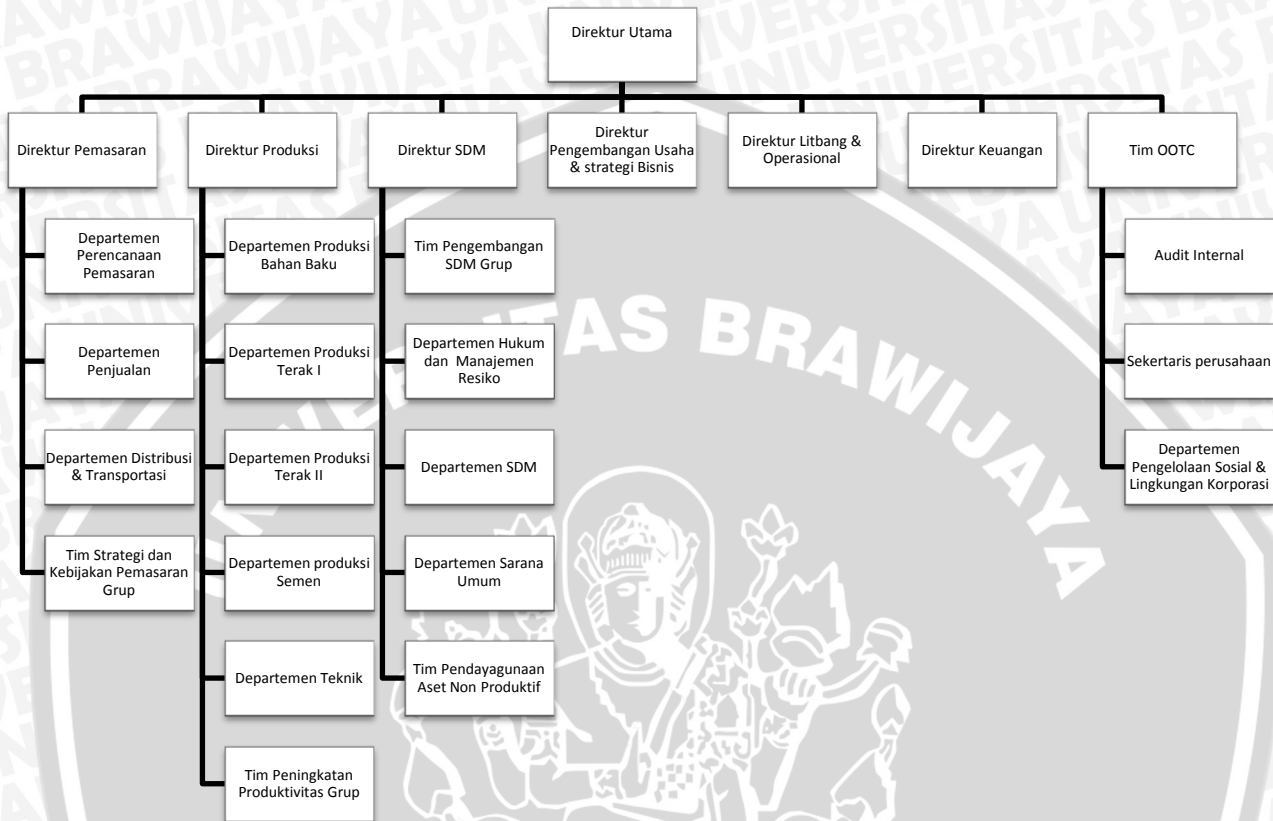 Direktur Utama
Direktur Pemasaran
Direktur Produksi
Direktur SDM
Direktur
Pengembangan Usaha
& strategi Bisnis
Direktur Litbang &
Operasional
Direktur Keuangan
Tim OOTC
Departemen
Perencanaan
Pemasaran
Departemen
Penjualan
Departemen Distribusi
& Transportasi
Tim Strategi dan
Kebijakan Pemasaran
Grup
Departemen Produksi
Bahan Baku
Departemen Produksi
Terak I
Departemen Produksi
Terak II
Departemen produksi
Semen
Departemen Teknik
Tim Peningkatan
Produktivitas Grup
Tim Pengembangan
SDM Grup
Departemen Hukum
dan Manajemen
Resiko
Departemen SDM
Departemen Sarana
Umum
Tim Pendayagunaan
Aset Non Produktif
Audit Internal
Sekertaris perusahaan
Departemen
Pengelolaan Sosial &
Lingkungan Korporasi
UNIVERSITAS BRAWIJAYA